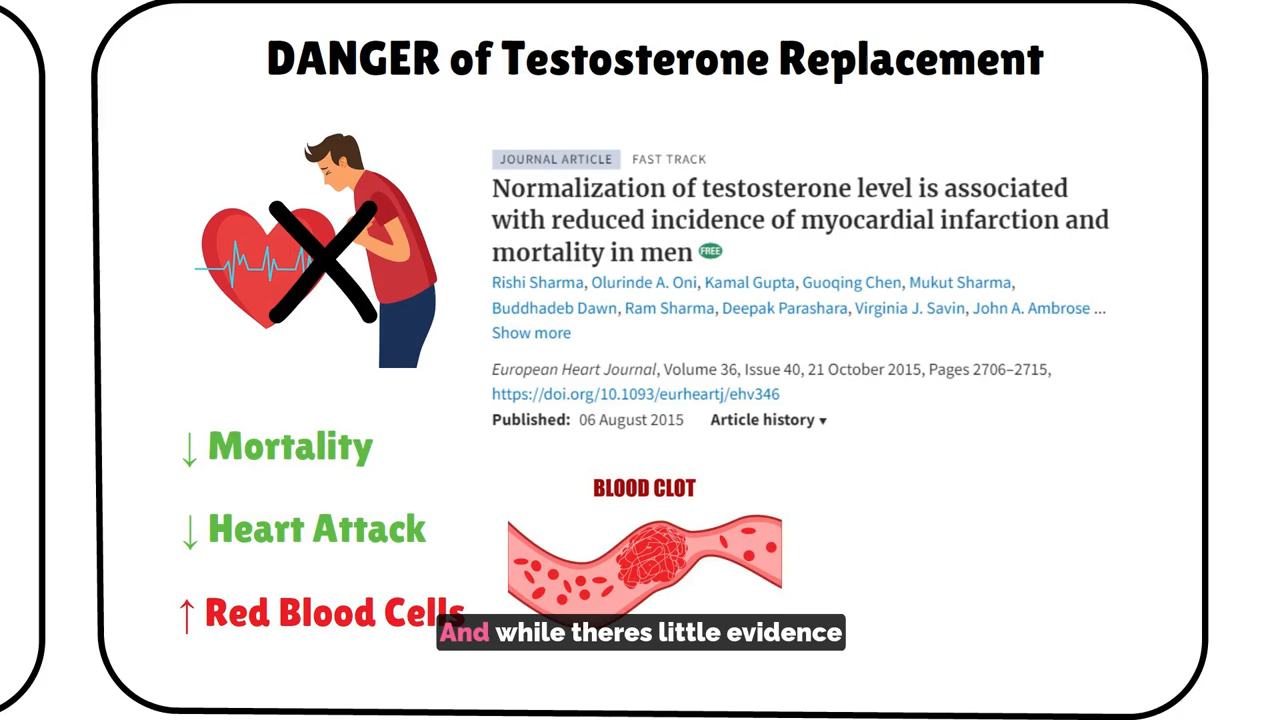 DANGER of Testosterone Replacement
JOURNAL ARTICLE FAST TRACK
Normalization of testosterone level is associated
with reduced incidence of myocardial infarction and
mortality in men FREE
Rishi Sharma, Olurinde A. Oni, Kamal Gupta, Guoqing Chen, Mukut Sharma,
Buddhadeb Dawn, Ram Sharma, Deepak Parashara, Virginia J. Savin, John A. Ambrose ...
Show more
European Heart Journal, Volume 36, Issue 40, 21 October 2015, Pages 2706–2715,
https://doi.org/10.1093/eurheartj/ehv346
Published: 06 August 2015 Article history ▾
↓ Mortality
BLOOD CLOT
↓ Heart Attack
↑ Red Blood Cells
And while theres little evidence